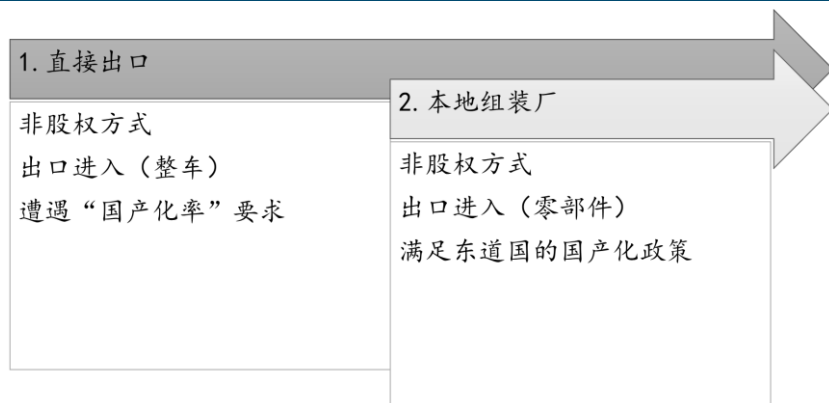 1.直接出口
非股权方式
出口进入（整车）
遭遇“国产化率”要求
2.本地组装厂
非股权方式
出口进入（零部件）
满足东道国的国产化政策